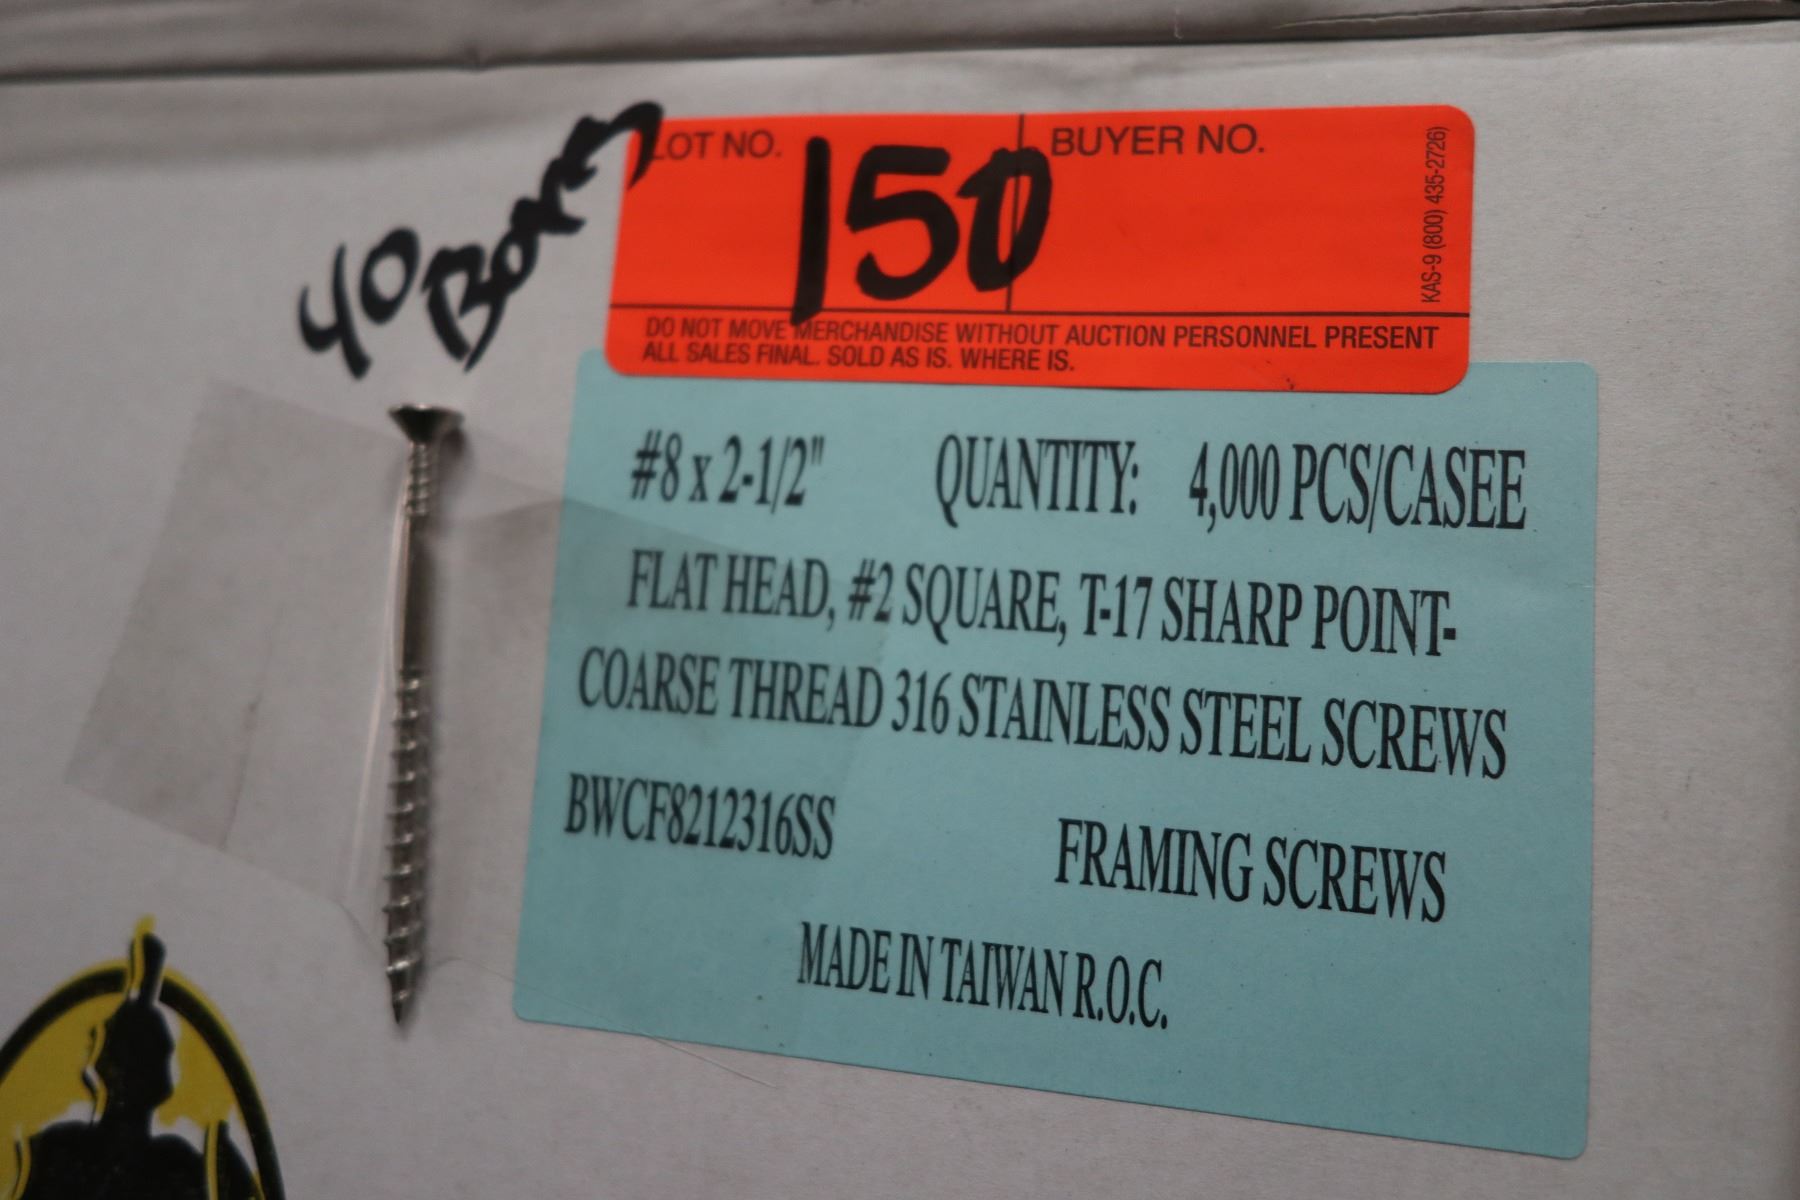 40 Boxes
LOT NO. 150 BUYER NO.
KAS-9 (800) 435-2726)
DO NOT MOVE MERCHANDISE WITHOUT AUCTION PERSONNEL PRESENT
ALL SALES FINAL. SOLD AS IS. WHERE IS.
#8 x 2-1/2" QUANTITY: 4,000 PCS/CASEE
FLAT HEAD, #2 SQUARE, T-17 SHARP POINT-
COARSE THREAD 316 STAINLESS STEEL SCREWS
BWCF8212316SS FRAMING SCREWS
MADE IN TAIWAN R.O.C.